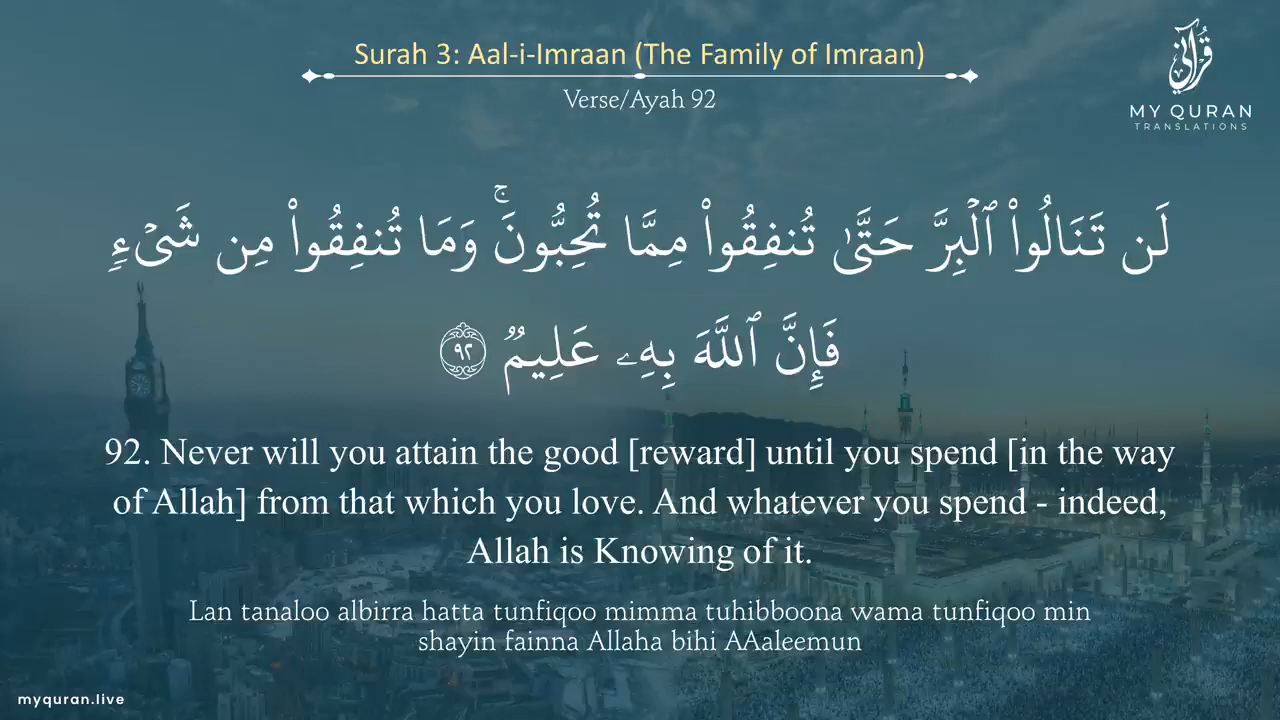 Surah 3: Aal-i-Imraan (The Family of Imraan)
Verse/Ayah 92
قرآني
MY QURAN
TRANSLATIONS
لَن تَنَالُوا۟ ٱلْبِرَّ حَتَّىٰ تُنفِقُوا۟ مِمَّا تُحِبُّونَ ۚ وَمَا تُنفِقُوا۟ مِن شَىْءٍۢ
فَإِنَّ ٱللَّهَ بِهِۦ عَلِيمٌۭ ٩٢
92. Never will you attain the good [reward] until you spend [in the way
of Allah] from that which you love. And whatever you spend - indeed,
Allah is Knowing of it.
Lan tanaloo albirra hatta tunfiqoo mimma tuhibboona wama tunfiqoo min
shayin fainna Allaha bihi AAaleemun
myquran.live